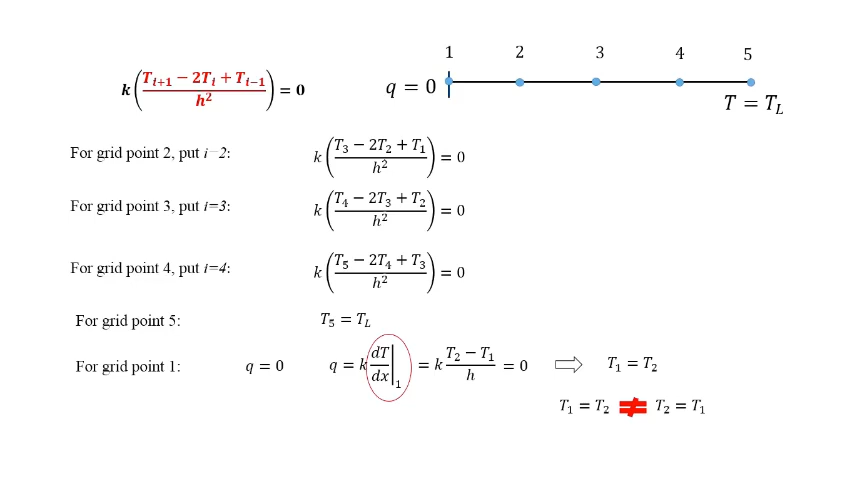 1 2 3 4 5
k((T_{i+1} − 2T_i + T_{i−1})/h²) = 0
q = 0
T = T_L
For grid point 2, put i=2: k((T_3 − 2T_2 + T_1)/h²) = 0
For grid point 3, put i=3: k((T_4 − 2T_3 + T_2)/h²) = 0
For grid point 4, put i=4: k((T_5 − 2T_4 + T_3)/h²) = 0
For grid point 5: T_5 = T_L
For grid point 1: q = 0 q = k dT/dx|_1 = k (T_2 − T_1)/h = 0 ⇒ T_1 = T_2
T_1 = T_2 ≠ T_2 = T_1